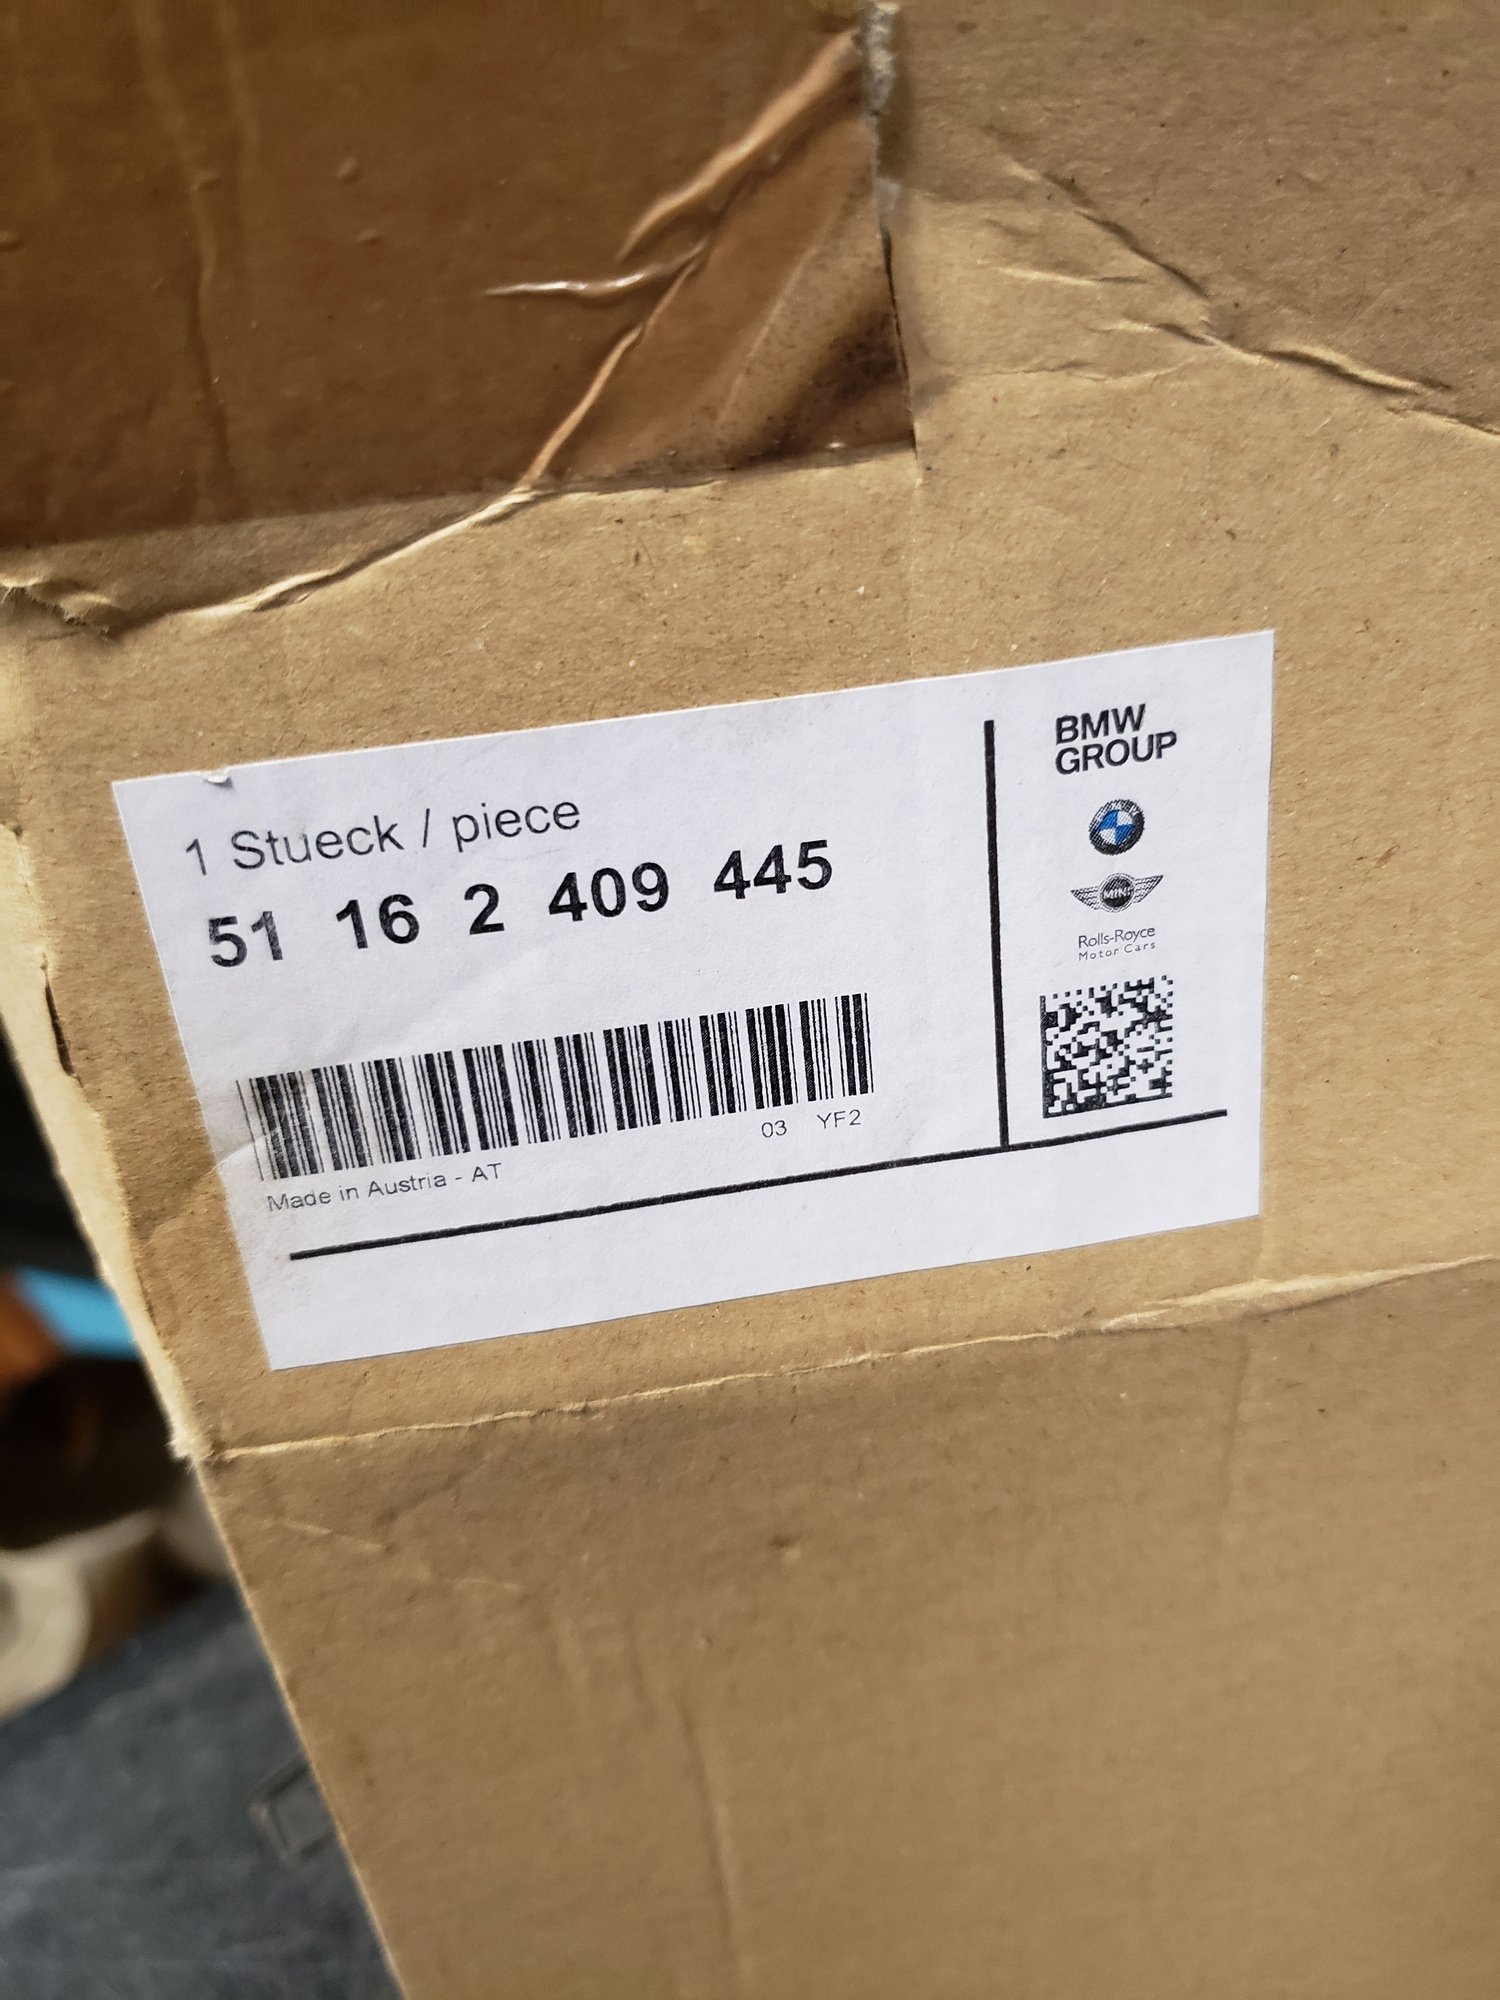 1 Stueck / piece
51 16 2 409 445
03 YF2
Made in Austria - AT
BMW
GROUP
MINI
Rolls-Royce
Motor Cars